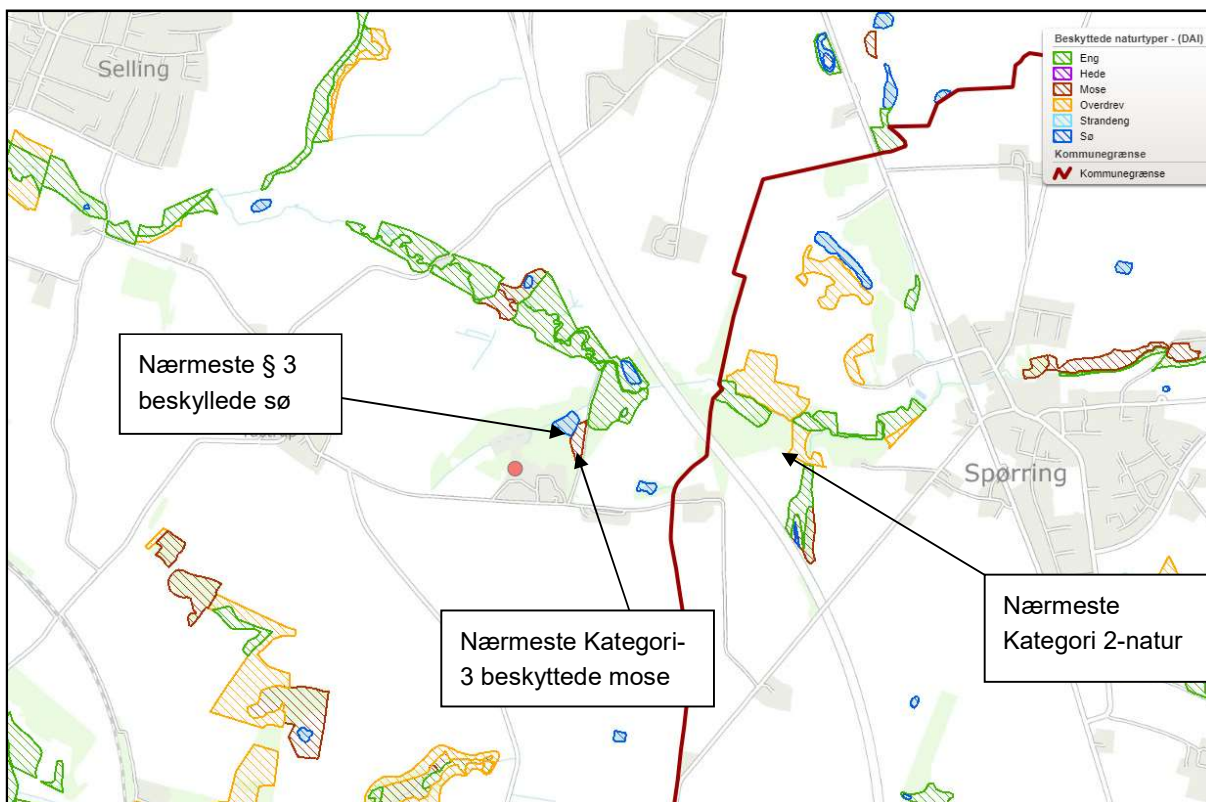 Selling
Beskyttede naturtyper - (DAI)
Eng
Hede
Mose
Overdrev
Strandeng
Sø
Kommunegrænse
Kommunegrænse
Nærmeste § 3
beskyllede sø
Spørring
Nærmeste Kategori-
3 beskyttede mose
Nærmeste
Kategori 2-natur